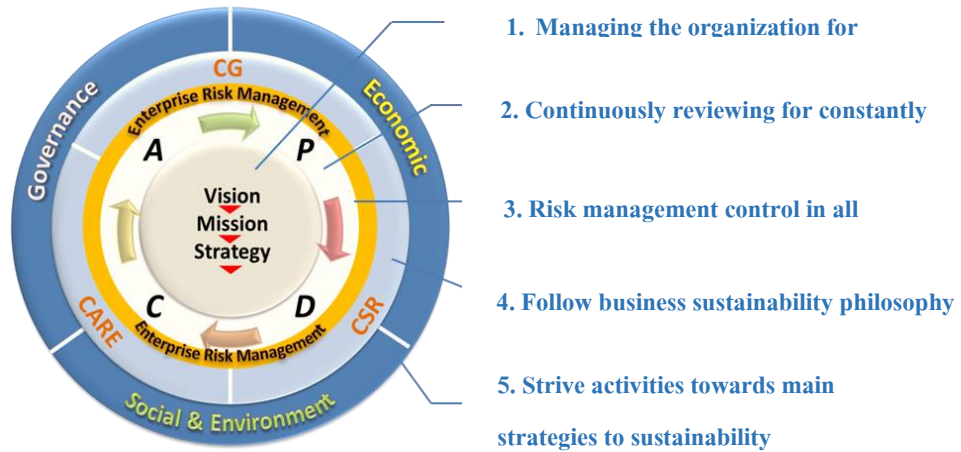 1. Managing the organization for
2. Continuously reviewing for constantly
3. Risk management control in all
4. Follow business sustainability philosophy
5. Strive activities towards main
strategies to sustainability
Governance
Economic
Social & Environment
CG
CSR
CARE
Enterprise Risk Management
A
P
Vision
Mission
Strategy
C
D
Enterprise Risk Management